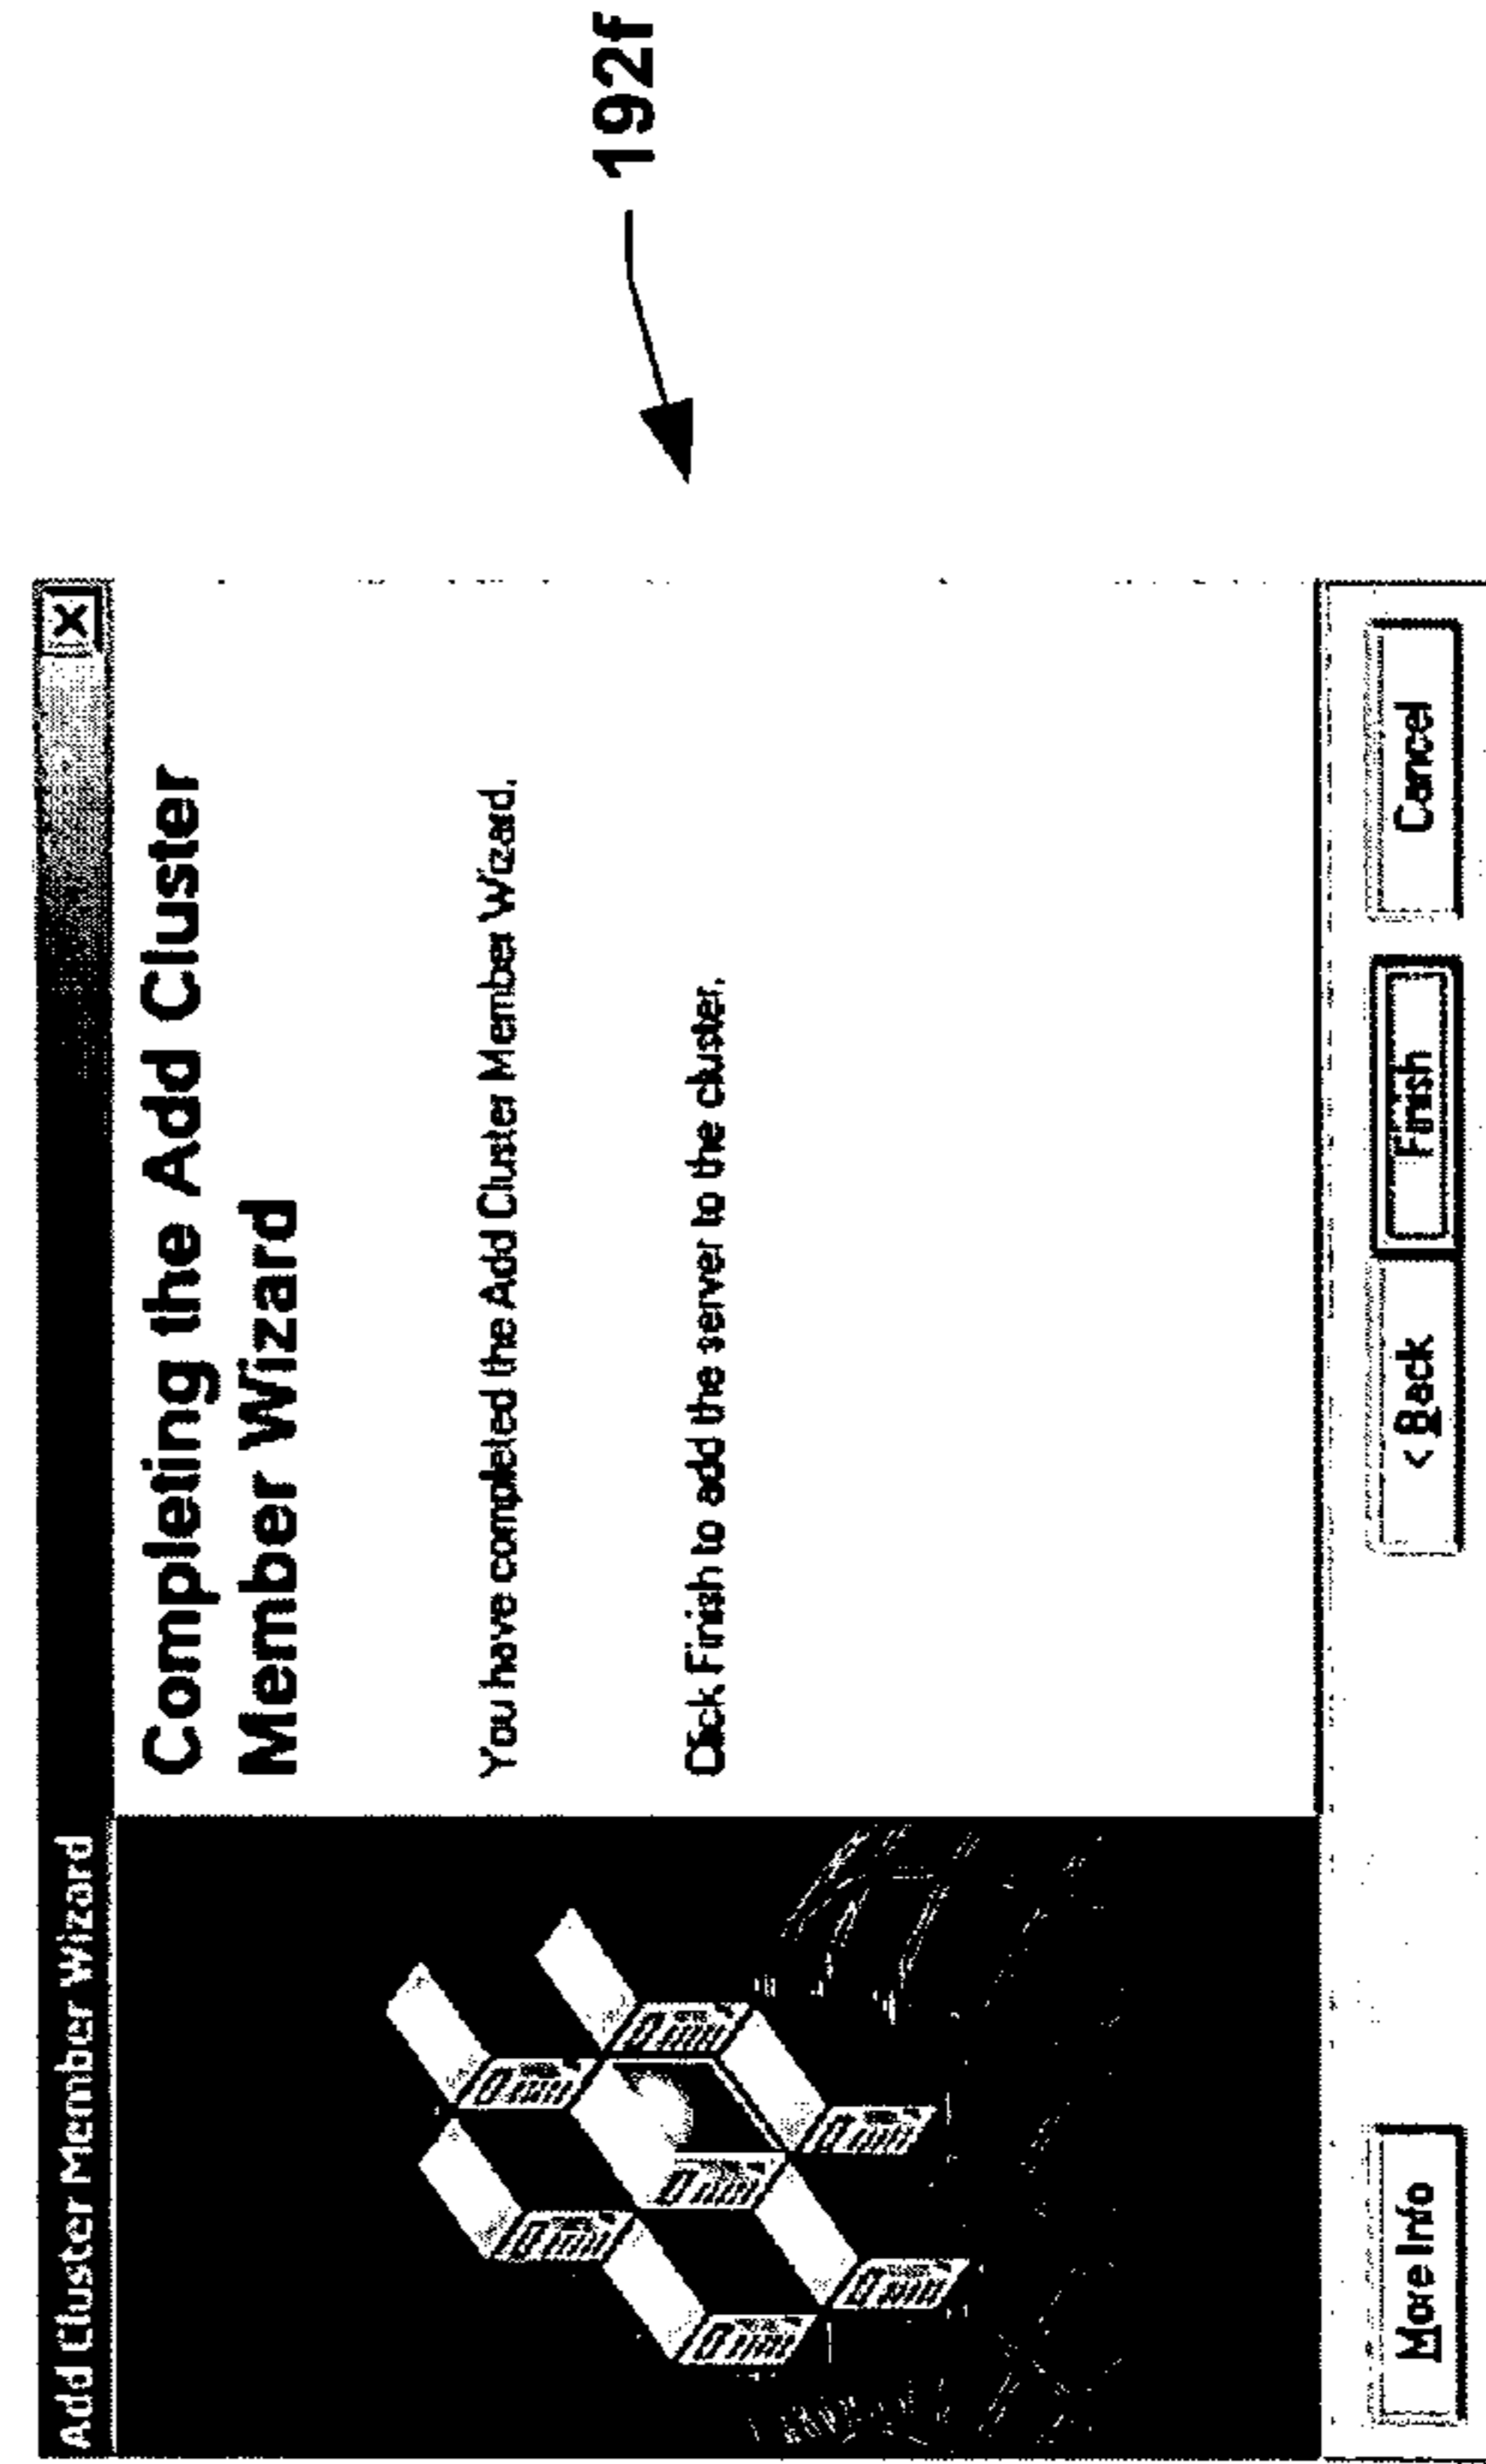 Add Cluster Member Wizard
Completing the Add Cluster
Member Wizard
You have completed the Add Cluster Member Wizard.
Click Finish to add the server to the cluster.
More Info
< Back
Finish
Cancel
192f